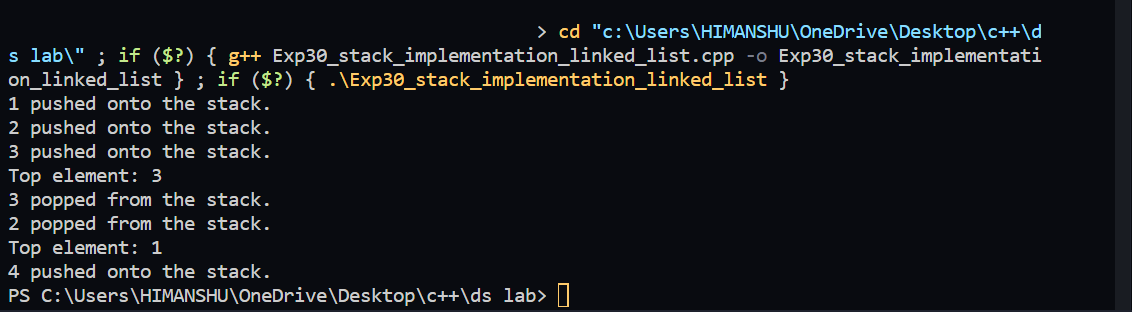 > cd "c:\Users\HIMANSHU\OneDrive\Desktop\c++\d
s lab\" ; if ($?) { g++ Exp30_stack_implementation_linked_list.cpp -o Exp30_stack_implementati
on_linked_list } ; if ($?) { .\Exp30_stack_implementation_linked_list }
1 pushed onto the stack.
2 pushed onto the stack.
3 pushed onto the stack.
Top element: 3
3 popped from the stack.
2 popped from the stack.
Top element: 1
4 pushed onto the stack.
PS C:\Users\HIMANSHU\OneDrive\Desktop\c++\ds lab>